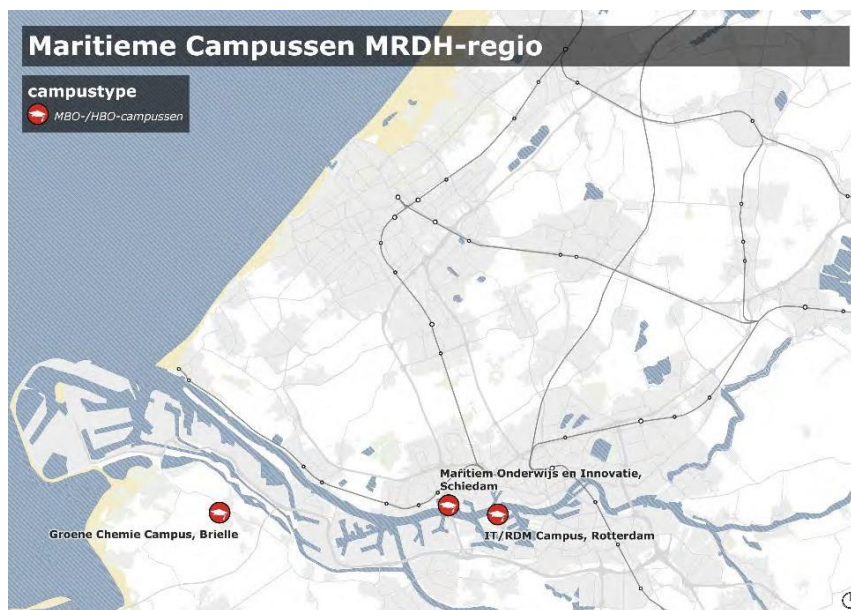 Maritieme Campussen MRDH-regio
campustype
MBO-/HBO-campussen
Maritiem Onderwijs en Innovatie,
Schiedam
Groene Chemie Campus, Brielle
IT/RDM Campus, Rotterdam